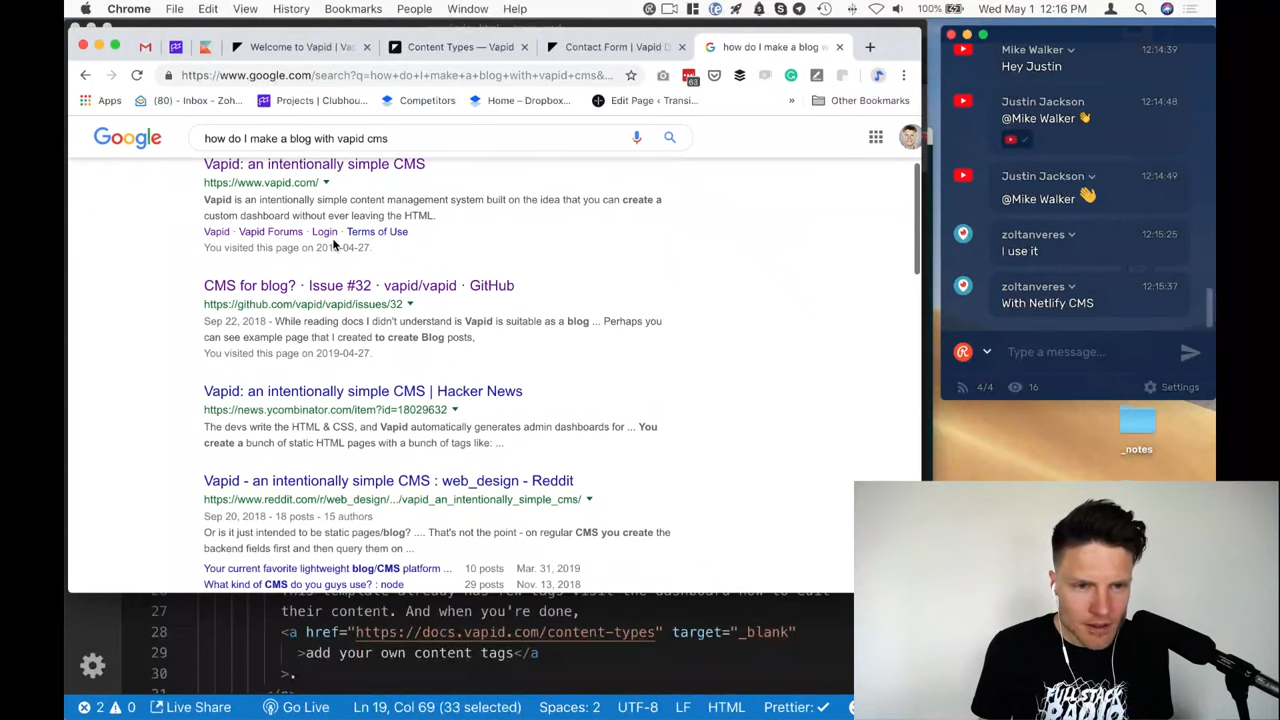 Chrome File Edit View History Bookmarks People Window Help 100% Wed May 1 12:16 PM
Welcome to Vapid | Va
Content Types — Vapid
Contact Form | Vapid D
how do I make a blog w
https://www.google.com/search?q=how+do+I+make+a+blog+with+vapid+cms&...
63
Apps
(80) - Inbox - Zoh...
Projects | Clubhou...
Competitors
Home – Dropbox...
Edit Page ‹ Transi...
»
Other Bookmarks
Google
how do I make a blog with vapid cms
Vapid: an intentionally simple CMS
https://www.vapid.com/
Vapid is an intentionally simple content management system built on the idea that you can create a
custom dashboard without ever leaving the HTML.
Vapid · Vapid Forums · Login · Terms of Use
You visited this page on 2019-04-27.
CMS for blog? · Issue #32 · vapid/vapid · GitHub
https://github.com/vapid/vapid/issues/32
Sep 22, 2018 - While reading docs I didn't understand is Vapid is suitable as a blog ... Perhaps you
can see example page that I created to create Blog posts,
You visited this page on 2019-04-27.
Vapid: an intentionally simple CMS | Hacker News
https://news.ycombinator.com/item?id=18029632
The devs write the HTML & CSS, and Vapid automatically generates admin dashboards for ... You
create a bunch of static HTML pages with a bunch of tags like: ...
Vapid - an intentionally simple CMS : web_design - Reddit
https://www.reddit.com/r/web_design/.../vapid_an_intentionally_simple_cms/
Sep 20, 2018 - 18 posts - 15 authors
Or is it just intended to be static pages/blog? .... That's not the point - on regular CMS you create the
backend fields first and then query them on ...
Your current favorite lightweight blog/CMS platform ... 10 posts Mar. 31, 2019
What kind of CMS do you guys use? : node 29 posts Nov. 13, 2018
Mike Walker 12:14:39
Hey Justin
Justin Jackson 12:14:48
@Mike Walker 👋
Justin Jackson 12:14:49
@Mike Walker 👋
zoltanveres 12:15:25
I use it
zoltanveres 12:15:37
With Netlify CMS
Type a message...
4/4 16 Settings
_notes
26
27 their content. And when you're done,
28 <a href="https://docs.vapid.com/content-types" target="_blank"
29 >add your own content tags</a
30 >.
31 </
2 0 Live Share Go Live Ln 19, Col 69 (33 selected) Spaces: 2 UTF-8 LF HTML Prettier: ✓
FULL STACK
RADIO